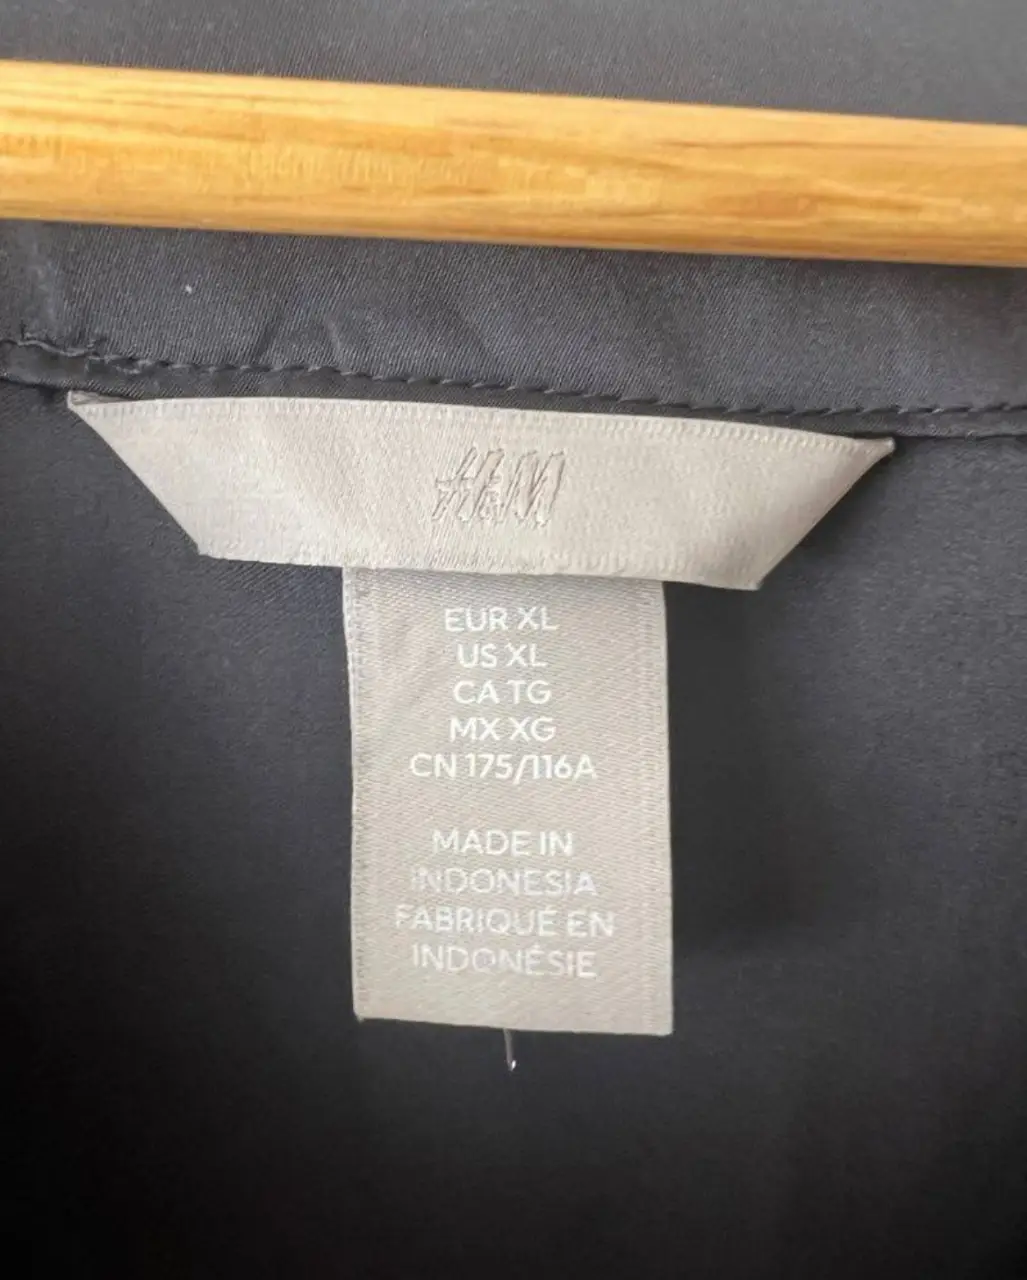 H&M
EUR XL
US XL
CA TG
MX XG
CN 175/116A
MADE IN
INDONESIA
FABRIQUÉ EN
INDONÉSIE